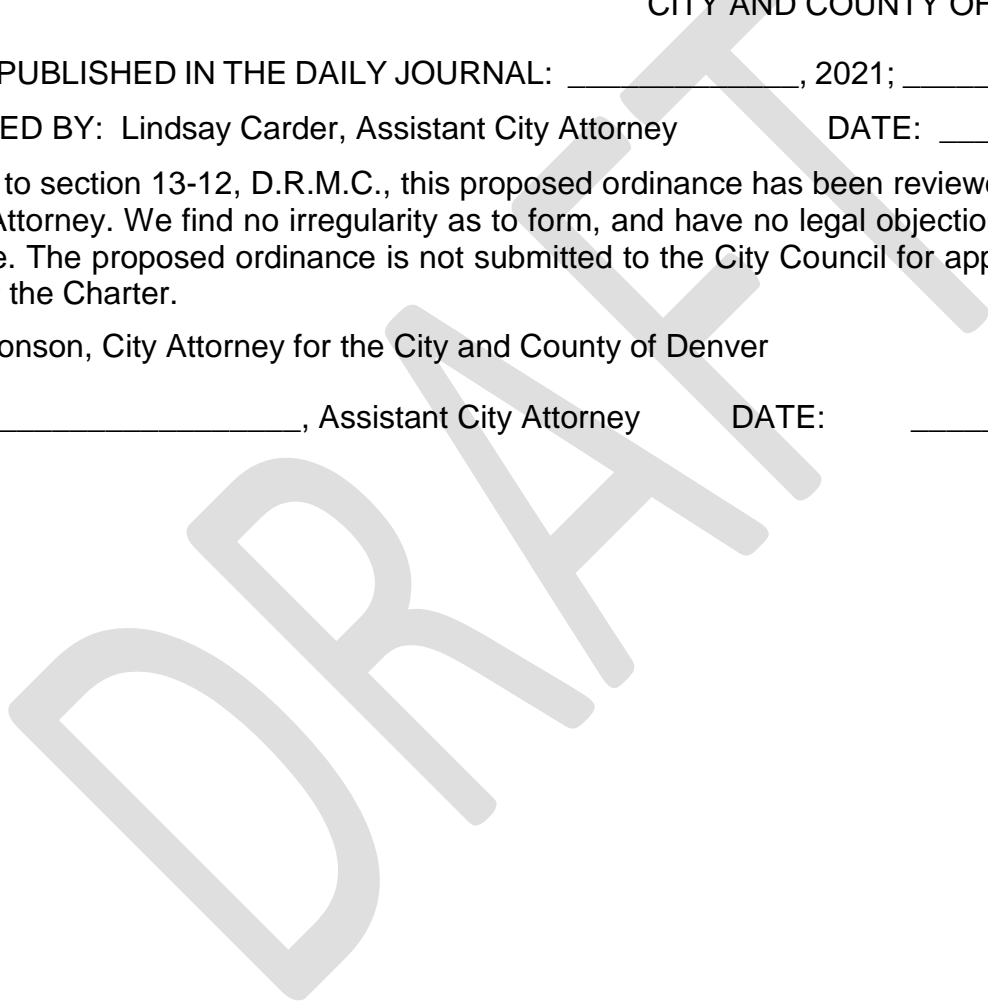 CITY AND COUNTY OF
PUBLISHED IN THE DAILY JOURNAL: _____________, 2021; _____
ED BY: Lindsay Carder, Assistant City Attorney DATE: ___
to section 13-12, D.R.M.C., this proposed ordinance has been reviewe
Attorney. We find no irregularity as to form, and have no legal objectio
e. The proposed ordinance is not submitted to the City Council for app
the Charter.
onson, City Attorney for the City and County of Denver
_________________, Assistant City Attorney DATE: _____
DRAFT